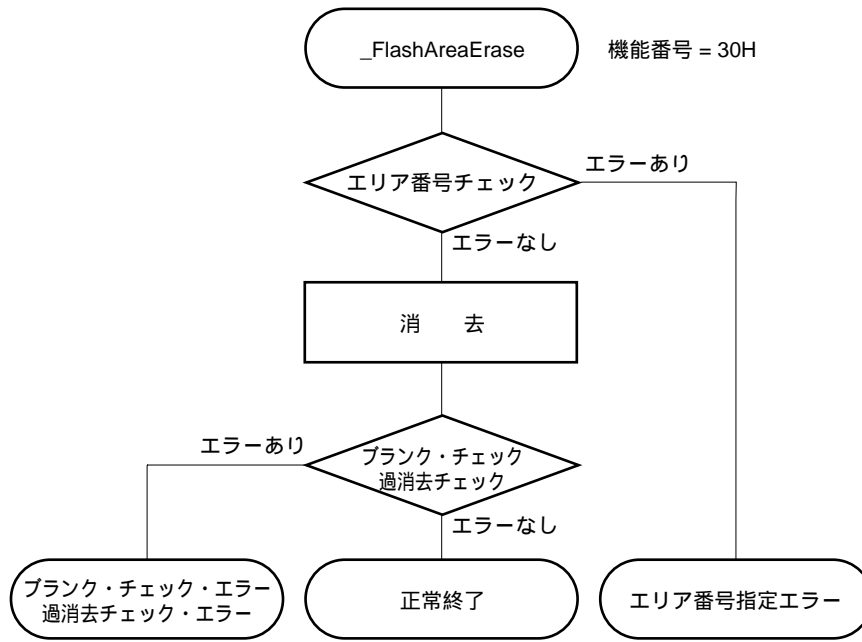 _FlashAreaErase
機能番号 = 30H
エリア番号チェック
エラーあり
エラーなし
消　　去
エラーあり
ブランク・チェック
過消去チェック
エラーなし
ブランク・チェック・エラー
過消去チェック・エラー
正常終了
エリア番号指定エラー